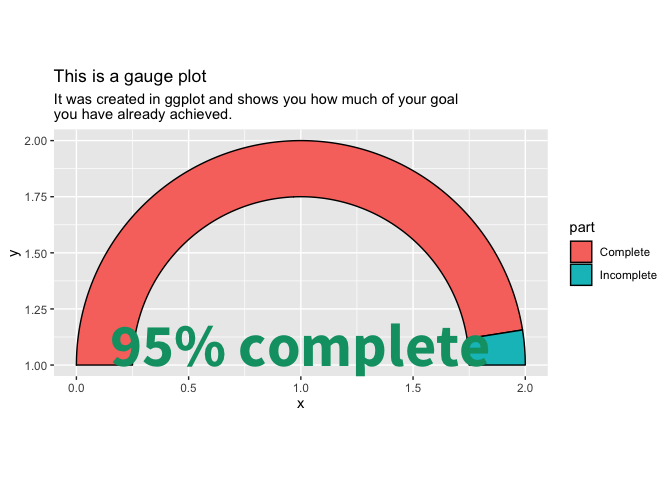 This is a gauge plot
It was created in ggplot and shows you how much of your goal
you have already achieved.
2.00
1.75
1.50
1.25
1.00
y
95% complete
0.0 0.5 1.0 1.5 2.0
x
part
Complete
Incomplete